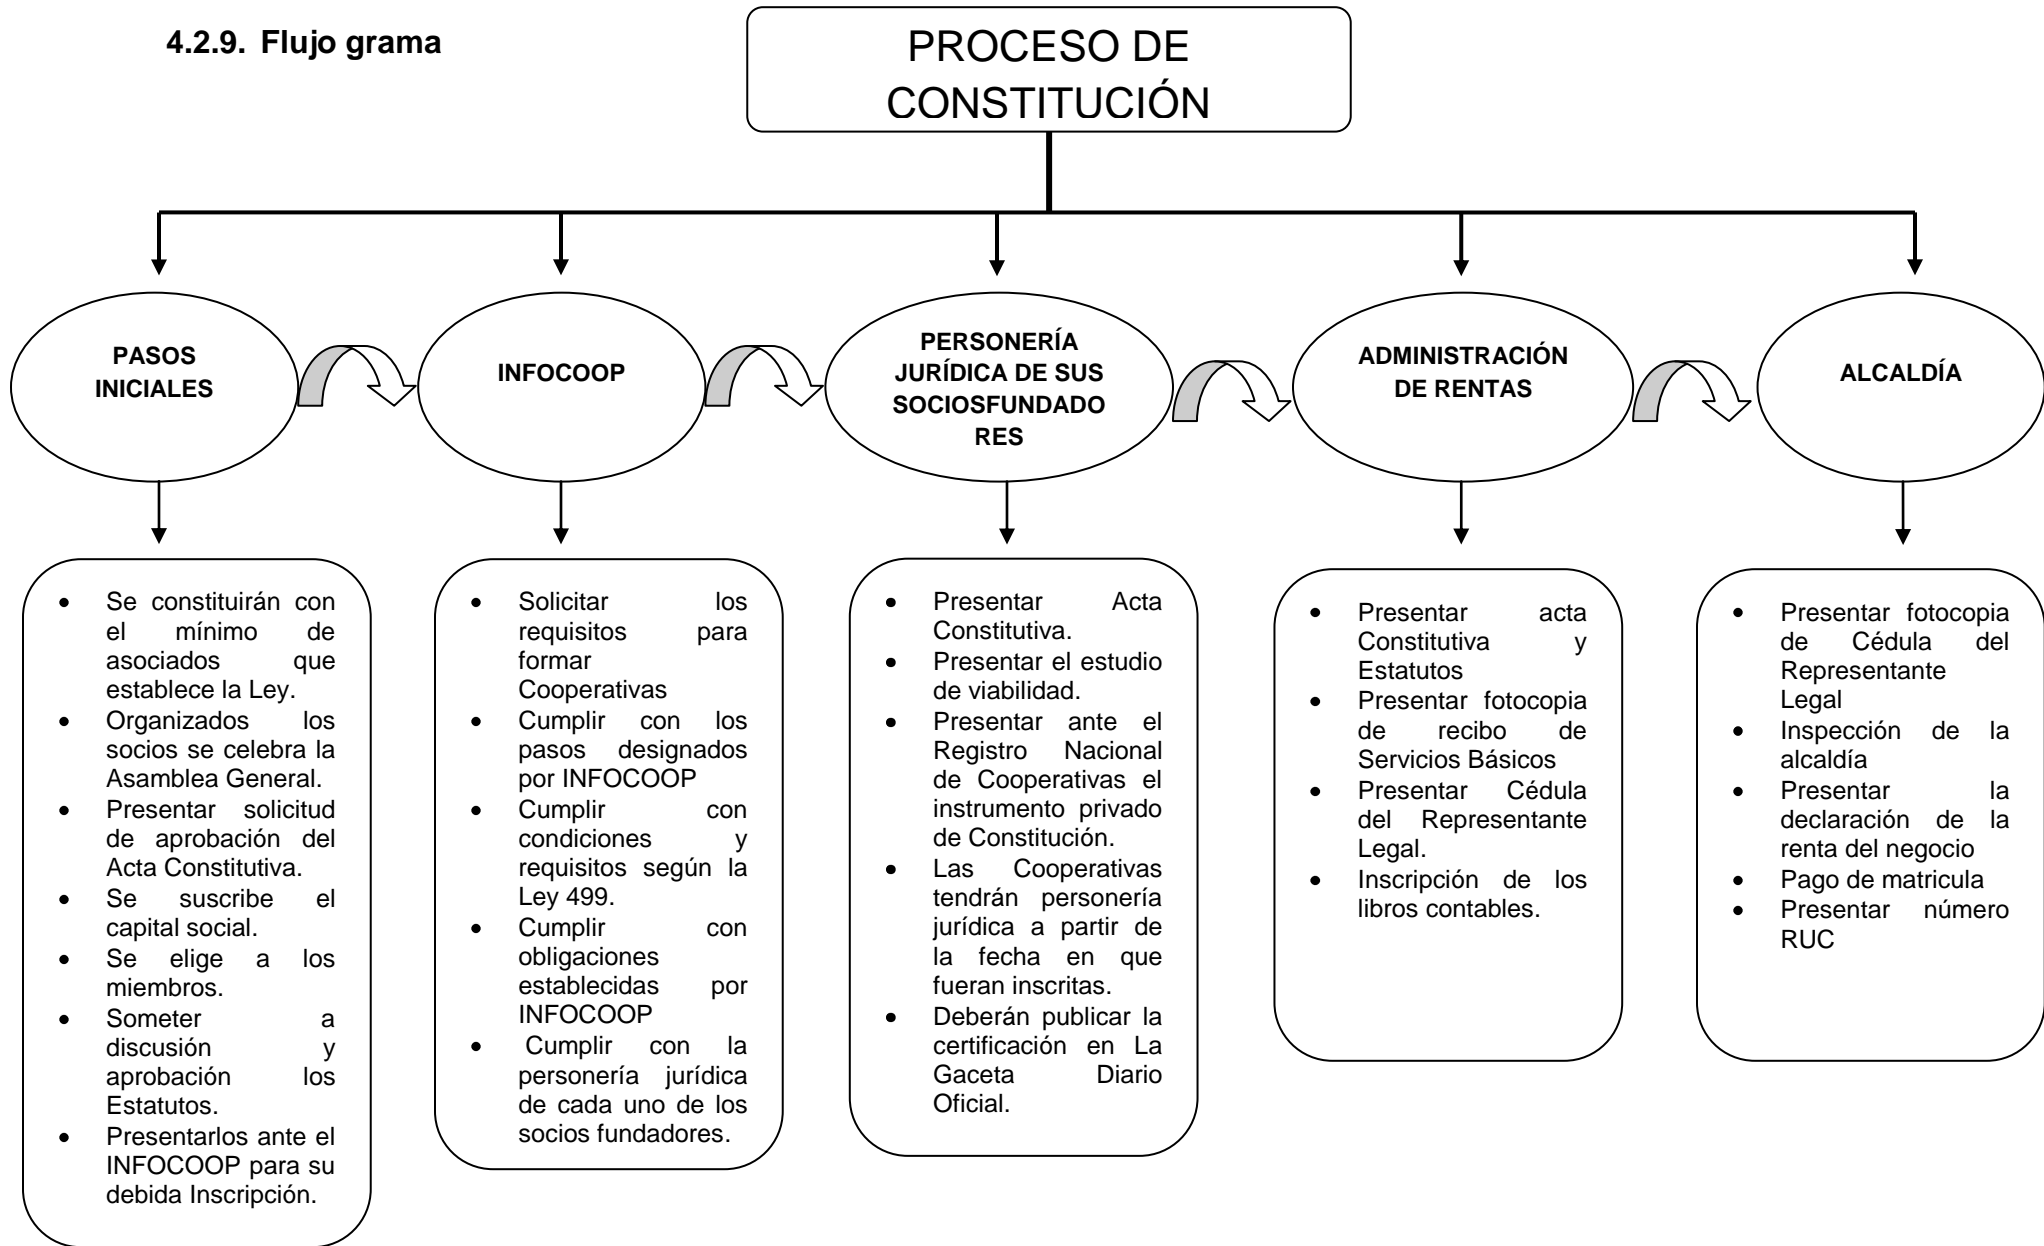 4.2.9. Flujo grama
PROCESO DE
CONSTITUCIÓN
PASOS
INICIALES
INFOCOOP
PERSONERÍA
JURÍDICA DE SUS
SOCIOSFUNDADO
RES
ADMINISTRACIÓN
DE RENTAS
ALCALDÍA
• Se constituirán con
el mínimo de
asociados que
establece la Ley.
• Organizados los
socios se celebra la
Asamblea General.
• Presentar solicitud
de aprobación del
Acta Constitutiva.
• Se suscribe el
capital social.
• Se elige a los
miembros.
• Someter a
discusión y
aprobación los
Estatutos.
• Presentarlos ante el
INFOCOOP para su
debida Inscripción.
• Solicitar los
requisitos para
formar
Cooperativas
• Cumplir con los
pasos designados
por INFOCOOP
• Cumplir con
condiciones y
requisitos según la
Ley 499.
• Cumplir con
obligaciones
establecidas por
INFOCOOP
• Cumplir con la
personería jurídica
de cada uno de los
socios fundadores.
• Presentar Acta
Constitutiva.
• Presentar el estudio
de viabilidad.
• Presentar ante el
Registro Nacional
de Cooperativas el
instrumento privado
de Constitución.
• Las Cooperativas
tendrán personería
jurídica a partir de
la fecha en que
fueran inscritas.
• Deberán publicar la
certificación en La
Gaceta Diario
Oficial.
• Presentar acta
Constitutiva y
Estatutos
• Presentar fotocopia
de recibo de
Servicios Básicos
• Presentar Cédula
del Representante
Legal.
• Inscripción de los
libros contables.
• Presentar fotocopia
de Cédula del
Representante
Legal
• Inspección de la
alcaldía
• Presentar la
declaración de la
renta del negocio
• Pago de matricula
• Presentar número
RUC